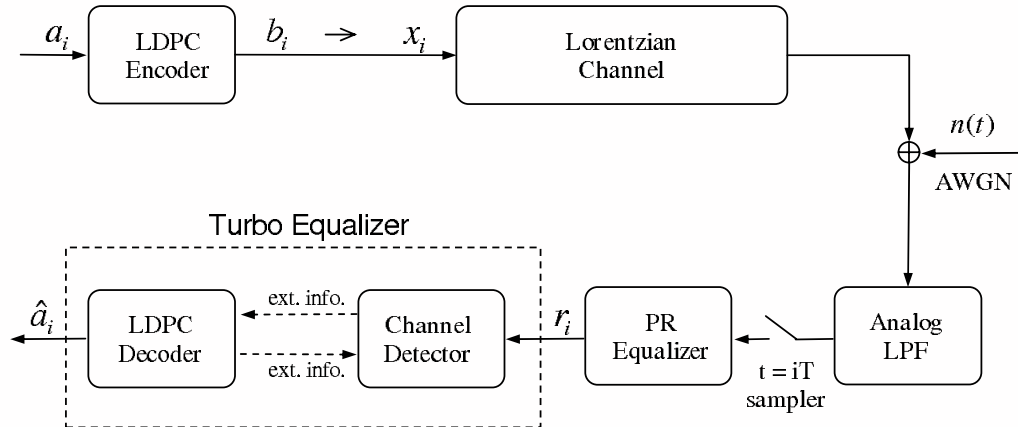 a_i
LDPC
Encoder
b_i → x_i
Lorentzian
Channel
n(t)
AWGN
Turbo Equalizer
â_i
LDPC
Decoder
ext. info.
ext. info.
Channel
Detector
r_i
PR
Equalizer
t = iT
sampler
Analog
LPF